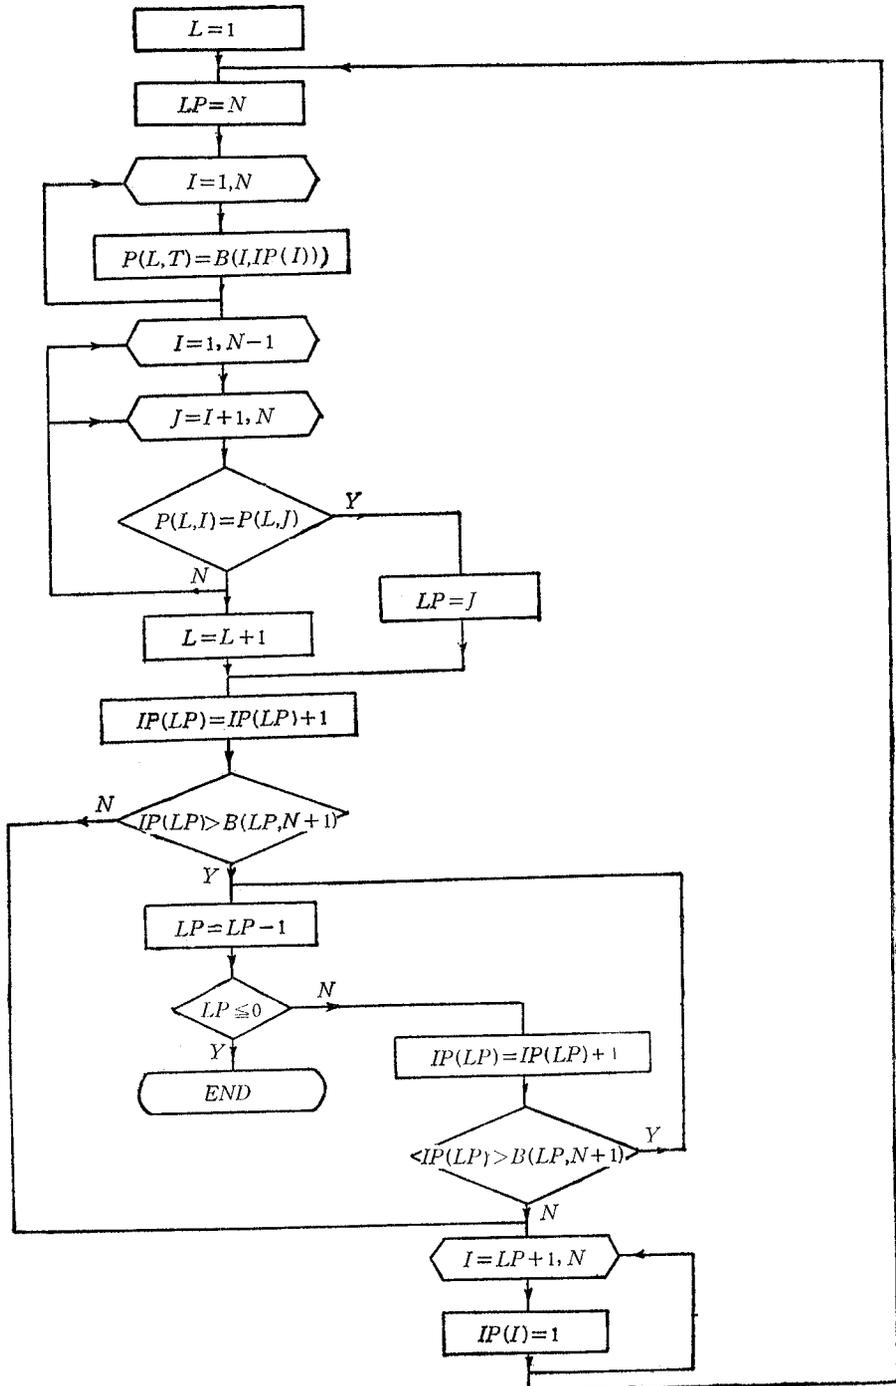 L=1
LP=N
I=1,N
P(L,T)=B(I,IP(I)))
I=1,N-1
J=I+1,N
P(L,I)=P(L,J)
Y
N
LP=J
L=L+1
IP(LP)=IP(LP)+1
N
IP(LP)>B(LP,N+1)
Y
LP=LP-1
LP≦0
N
IP(LP)=IP(LP)+1
Y
END
IP(LP)>B(LP,N+1)
Y
N
I=LP+1,N
IP(I)=1